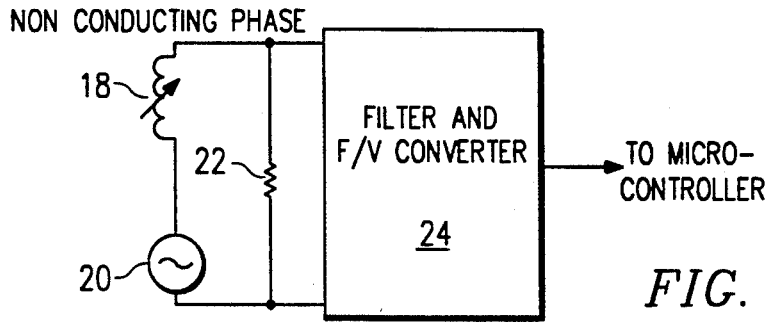 NON CONDUCTING PHASE
18
22
20
FILTER AND
F/V CONVERTER
24
TO MICRO-
CONTROLLER
FIG.